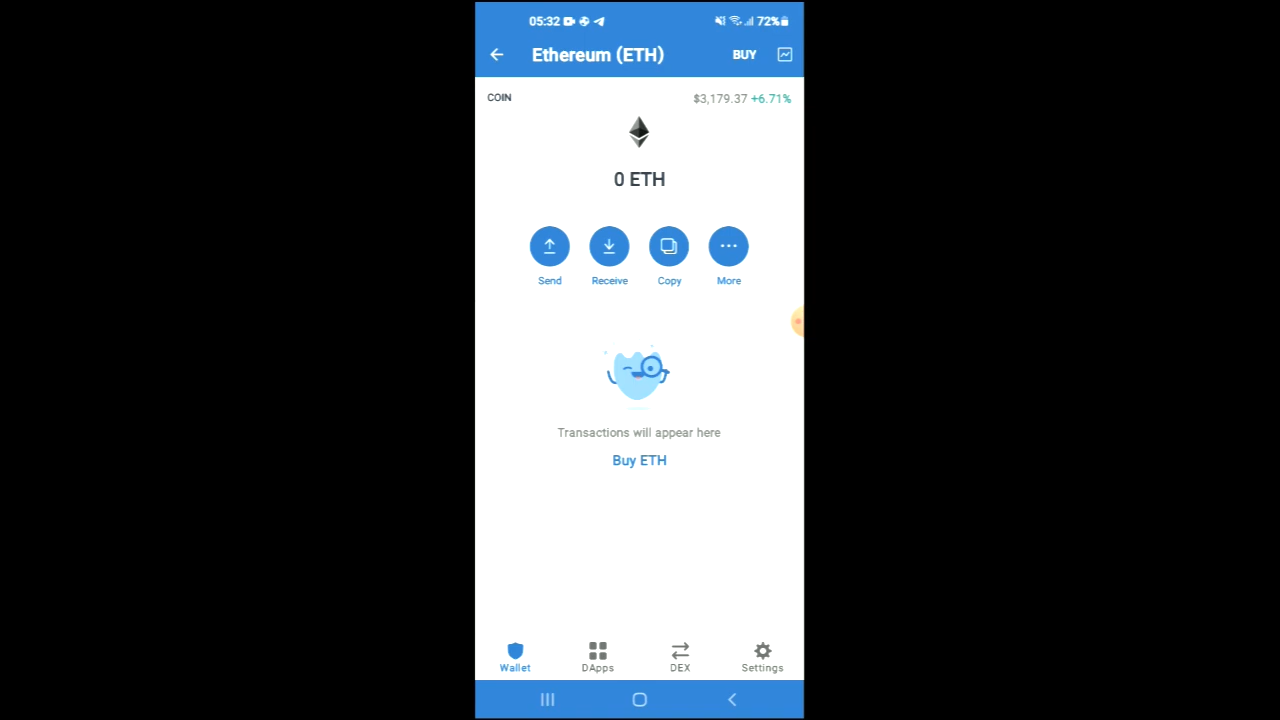 05:32 72%
Ethereum (ETH) BUY
COIN $3,179.37 +6.71%
0 ETH
Send Receive Copy More
Transactions will appear here
Buy ETH
Wallet DApps DEX Settings